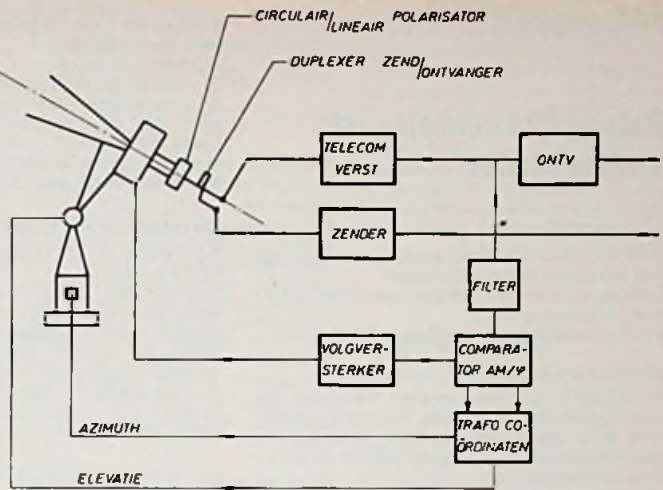 CIRCULAIR/LINEAIR POLARISATOR
DUPLEXER ZEND/ONTVANGER
TELECOM
VERST
ONTV
ZENDER
FILTER
VOLGVER-
STERKER
COMPARA-
TOR AM/φ
TRAFO CO-
ÖRDINATEN
AZIMUTH
ELEVATIE